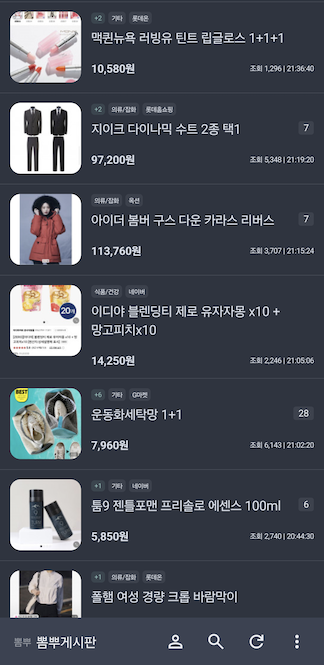 +2 기타 롯데온
맥퀸뉴욕 러빙유 틴트 립글로스 1+1+1
10,580원 조회 1,296 | 21:36:40
+2 의류/잡화 롯데홈쇼핑
지이크 다이나믹 수트 2종 택1 7
97,200원 조회 5,348 | 21:19:20
의류/잡화 옥션
아이더 봄버 구스 다운 카라스 리버스 7
113,760원 조회 3,707 | 21:15:24
식품/건강 네이버
이디야 블렌딩티 제로 유자자몽 x10 +
망고피치x10
20개
14,250원 조회 2,246 | 21:05:06
BEST
+6 기타 G마켓
운동화세탁망 1+1 28
7,960원 조회 6,143 | 21:02:20
+1 기타 네이버
톰9 젠틀포맨 프리솔로 에센스 100ml 6
5,850원 조회 2,740 | 20:44:30
+1 의류/잡화 롯데온
폴햄 여성 경량 크롭 바람막이
뽐뿌 뽐뿌게시판